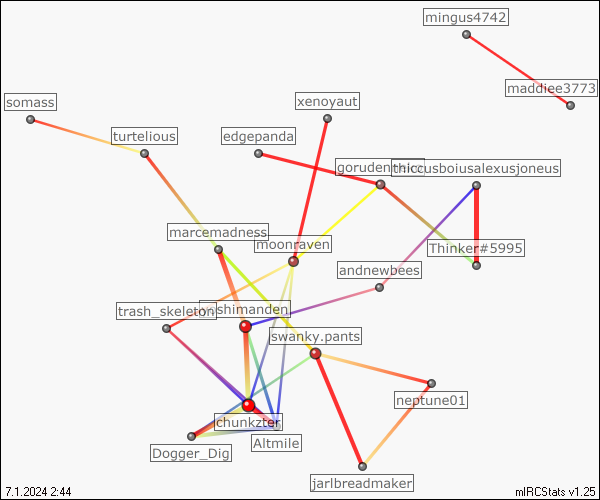 mingus4742
maddiee3773
somass
xenoyaut
turtelious
edgepanda
thiccusboiusalexusjoneus
marcemadness
moonraven
Thinker#5995
andnewbees
trash_skeleton
shimanden
swanky.pants
neptune01
chunkzter
Altmile
Dogger_Dig
jarlbreadmaker
7.1.2024 2:44
mIRCStats v1.25